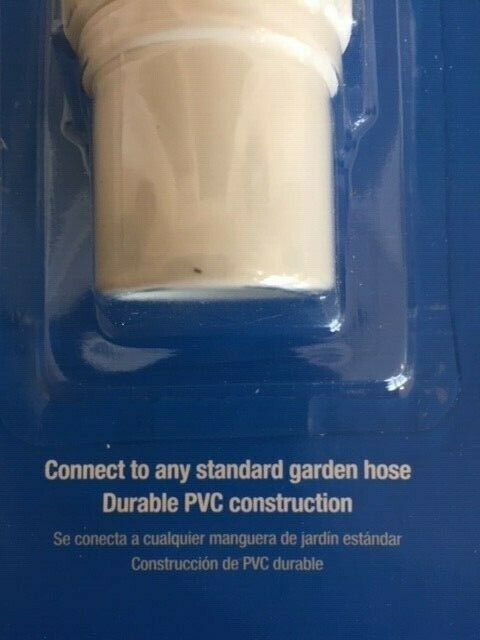 Connect to any standard garden hose
Durable PVC construction
Se conecta a cualquier manguera de jardín estándar
Construcción de PVC durable